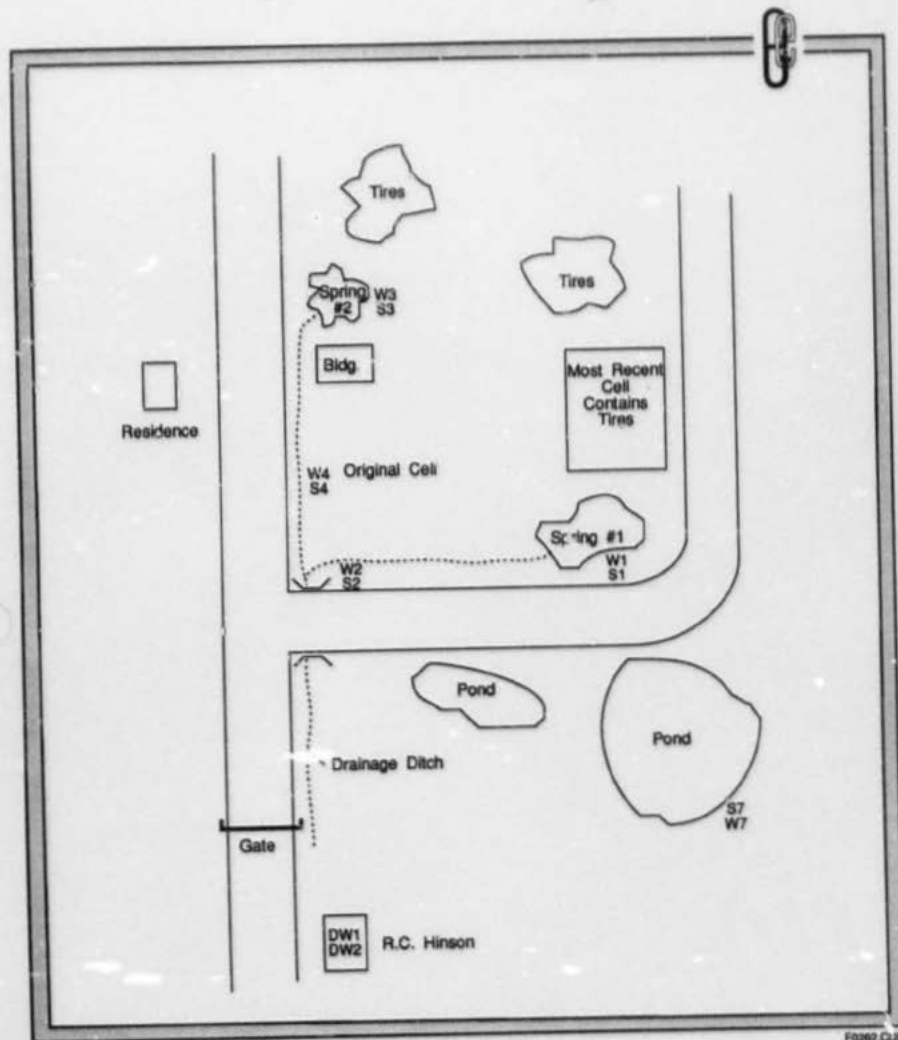 Tires
Tires
Spring
#2
W3
S3
Bldg.
Most Recent
Cell
Contains
Tires
Residence
W4
S4
Original Cell
Spring #1
W1
S1
W2
S2
Pond
Pond
Drainage Ditch
S7
W7
Gate
DW1
DW2
R.C. Hinson